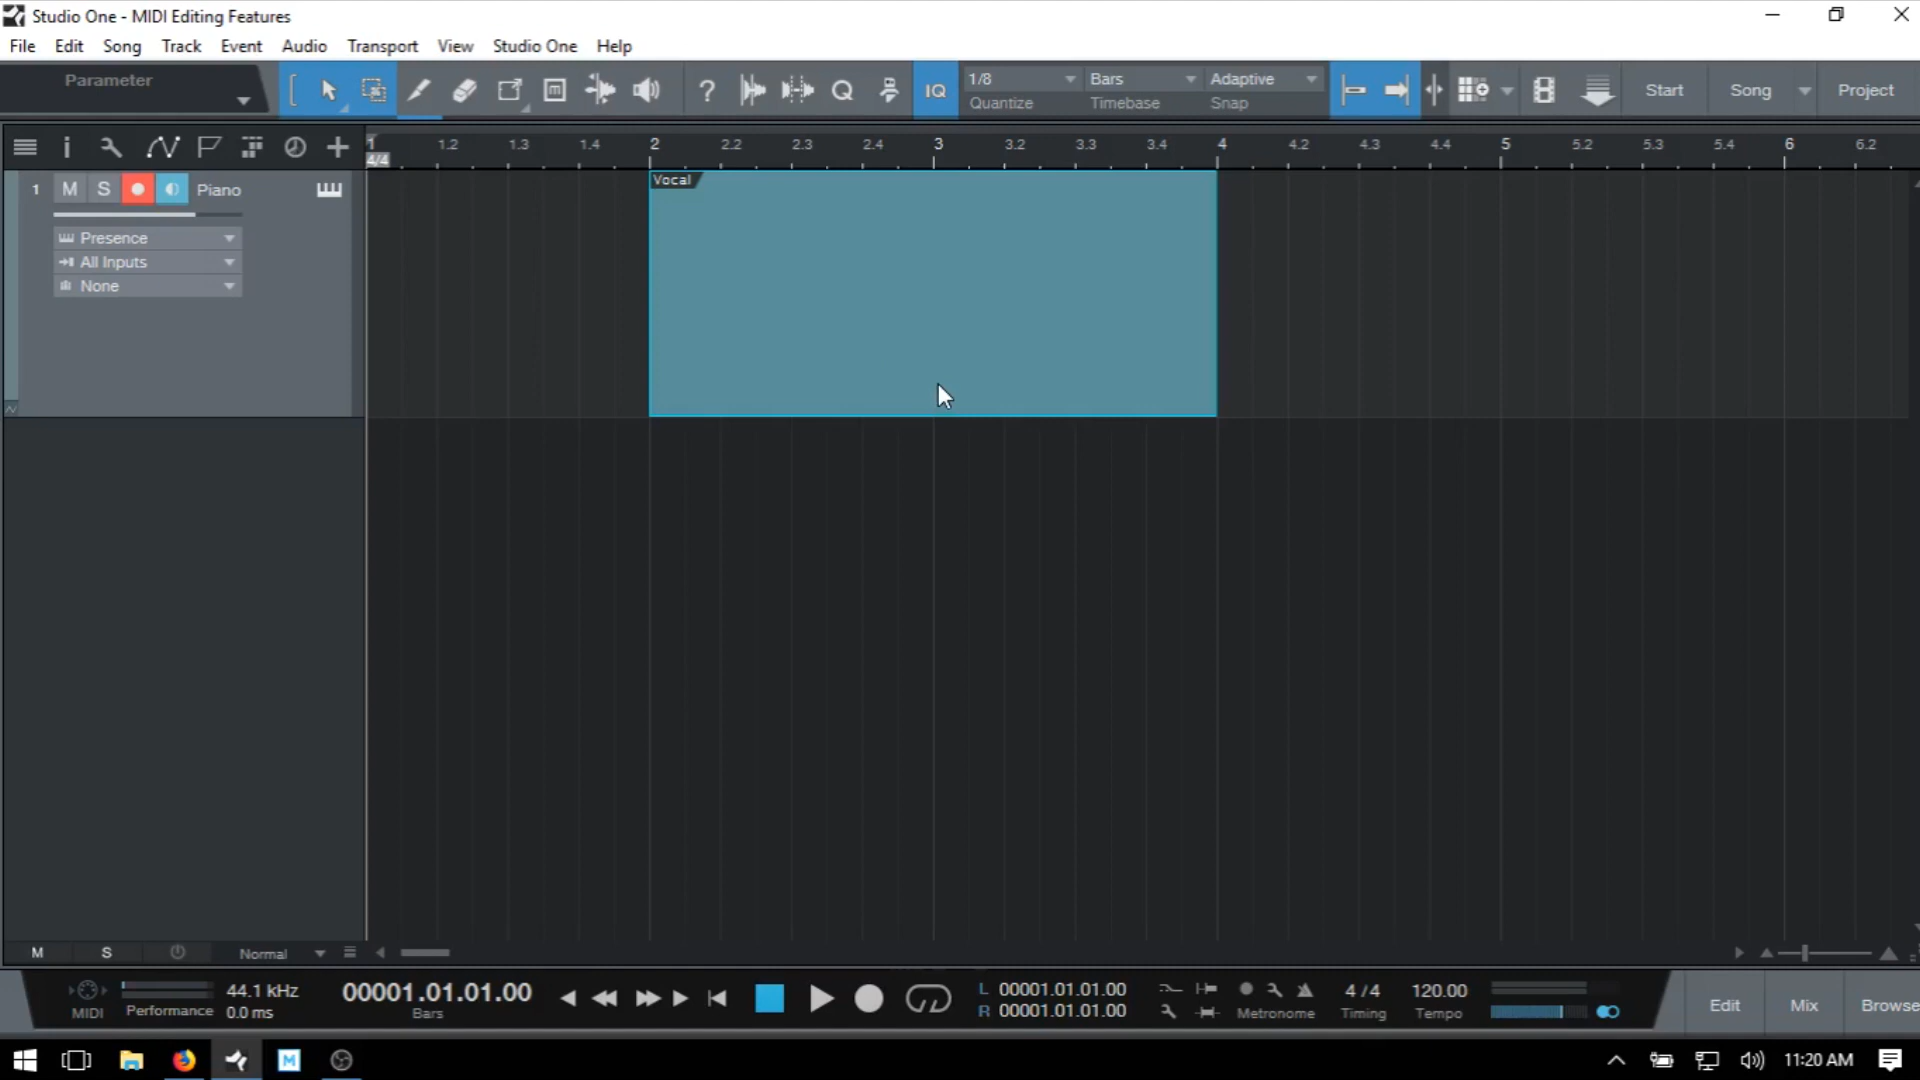 Studio One - MIDI Editing Features
File Edit Song Track Event Audio Transport View Studio One Help
Parameter
? Q IQ
1/8 Bars Adaptive
Quantize Timebase Snap
Start Song Project
1 1.2 1.3 1.4 2 2.2 2.3 2.4 3 3.2 3.3 3.4 4 4.2 4.3 4.4 5 5.2 5.3 5.4 6 6.2
4/4
1 M S Piano
Vocal
Presence
All Inputs
None
M S Normal
MIDI
Performance
44.1 kHz
0.0 ms
00001.01.01.00
Bars
L 00001.01.01.00
R 00001.01.01.00
Metronome
4 / 4
Timing
120.00
Tempo
Edit Mix Browse
M
11:20 AM